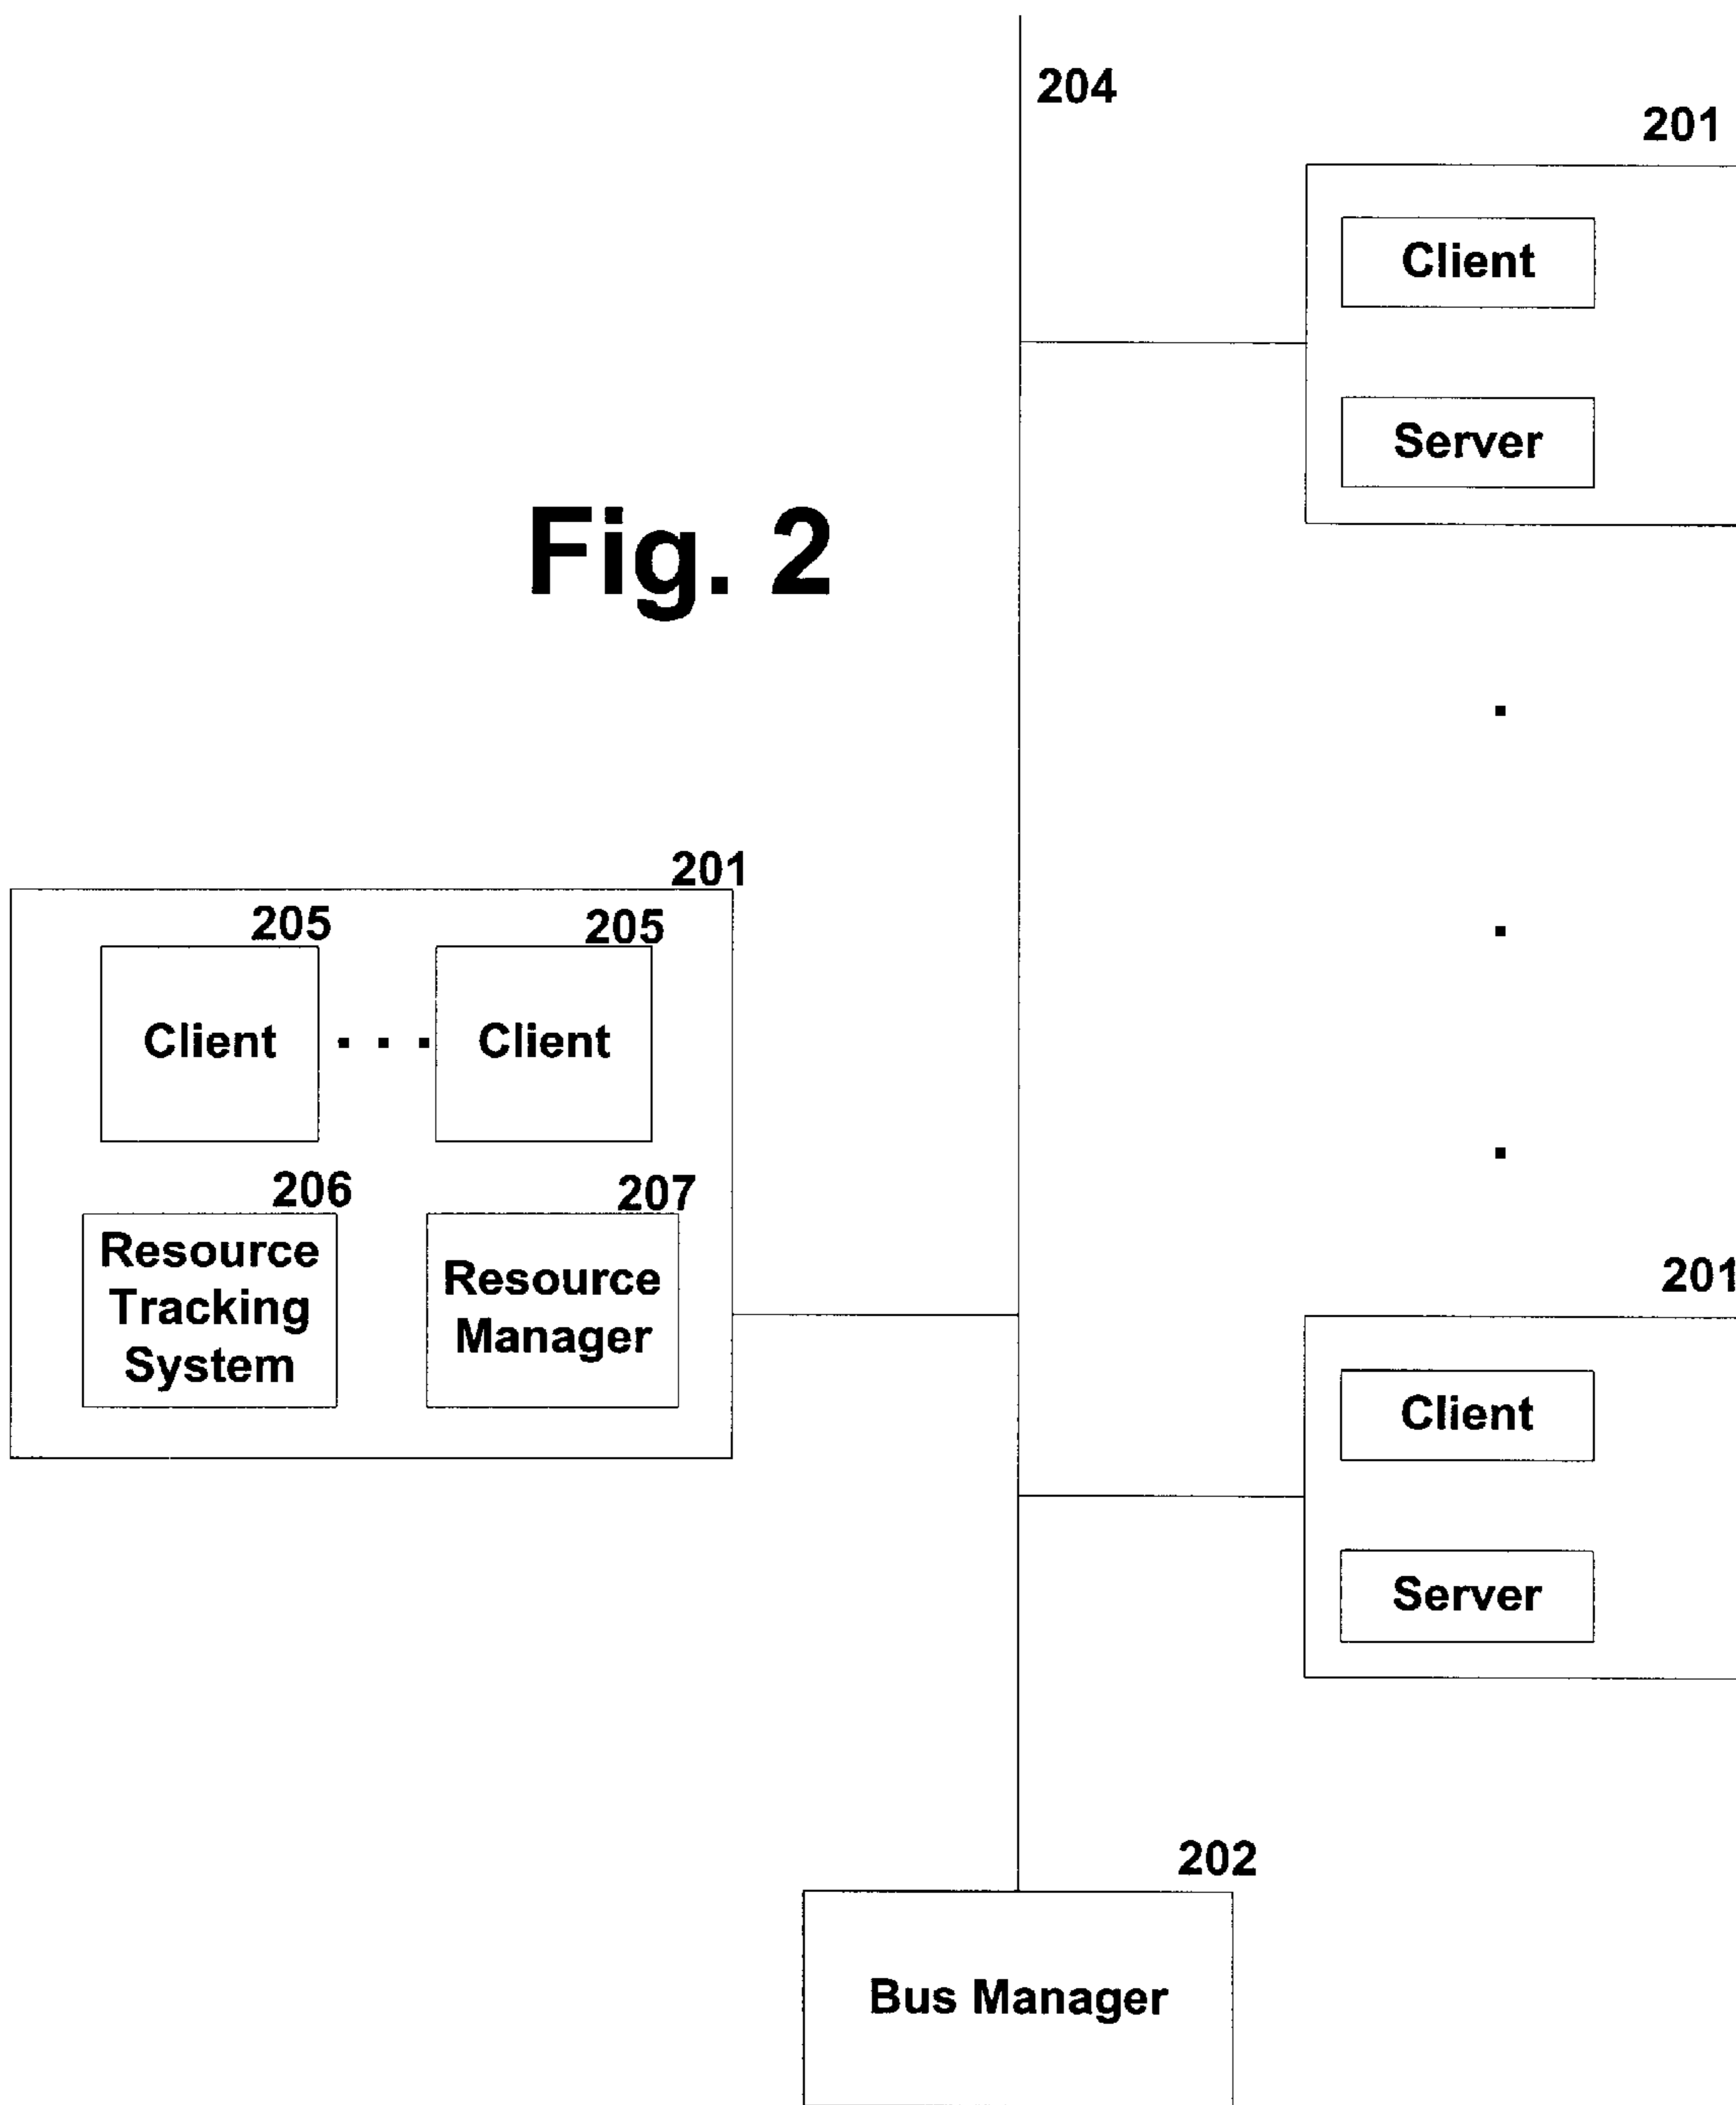 204
201
Client
Server
Fig. 2
.
.
.
201
205
205
Client
. . .
Client
206
207
Resource
Tracking
System
Resource
Manager
201
Client
Server
202
Bus Manager